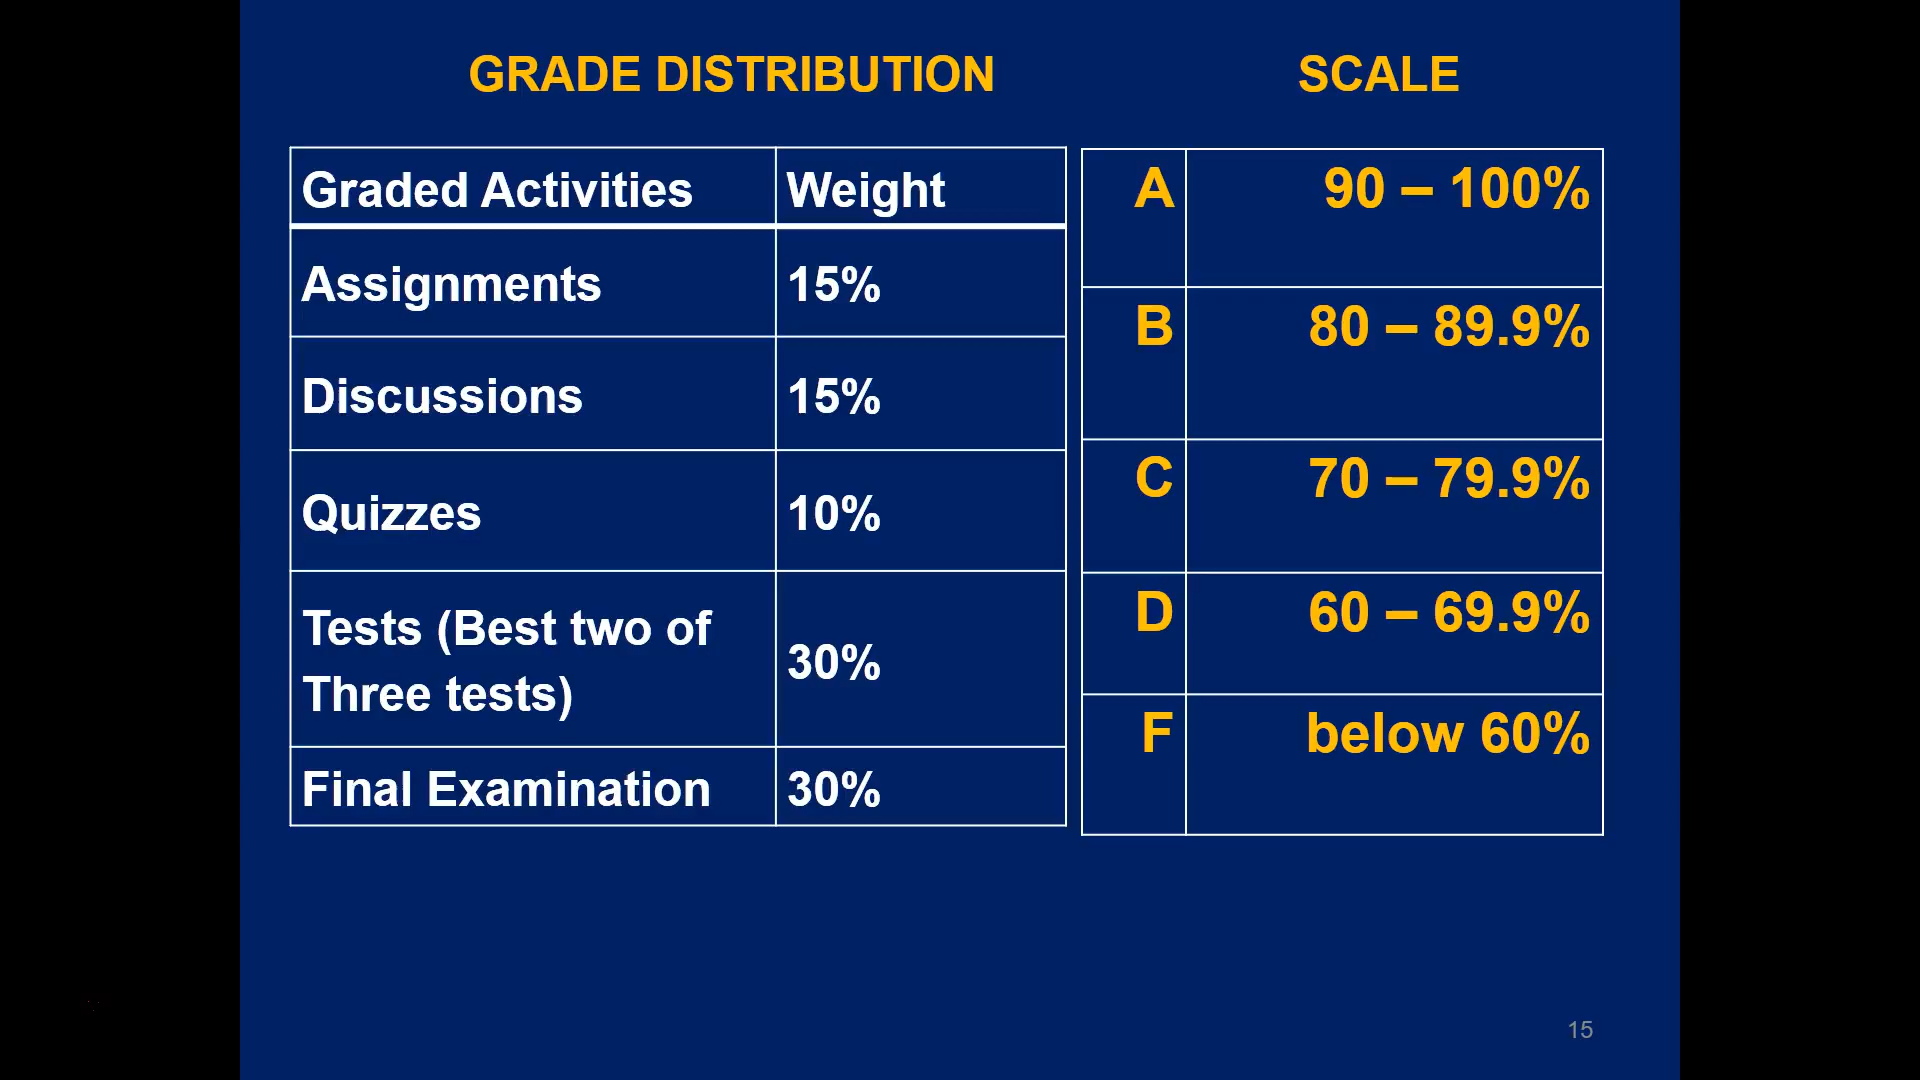 GRADE DISTRIBUTION
SCALE
Graded Activities Weight
Assignments 15%
Discussions 15%
Quizzes 10%
Tests (Best two of
Three tests) 30%
Final Examination 30%
A 90 – 100%
B 80 – 89.9%
C 70 – 79.9%
D 60 – 69.9%
F below 60%
15